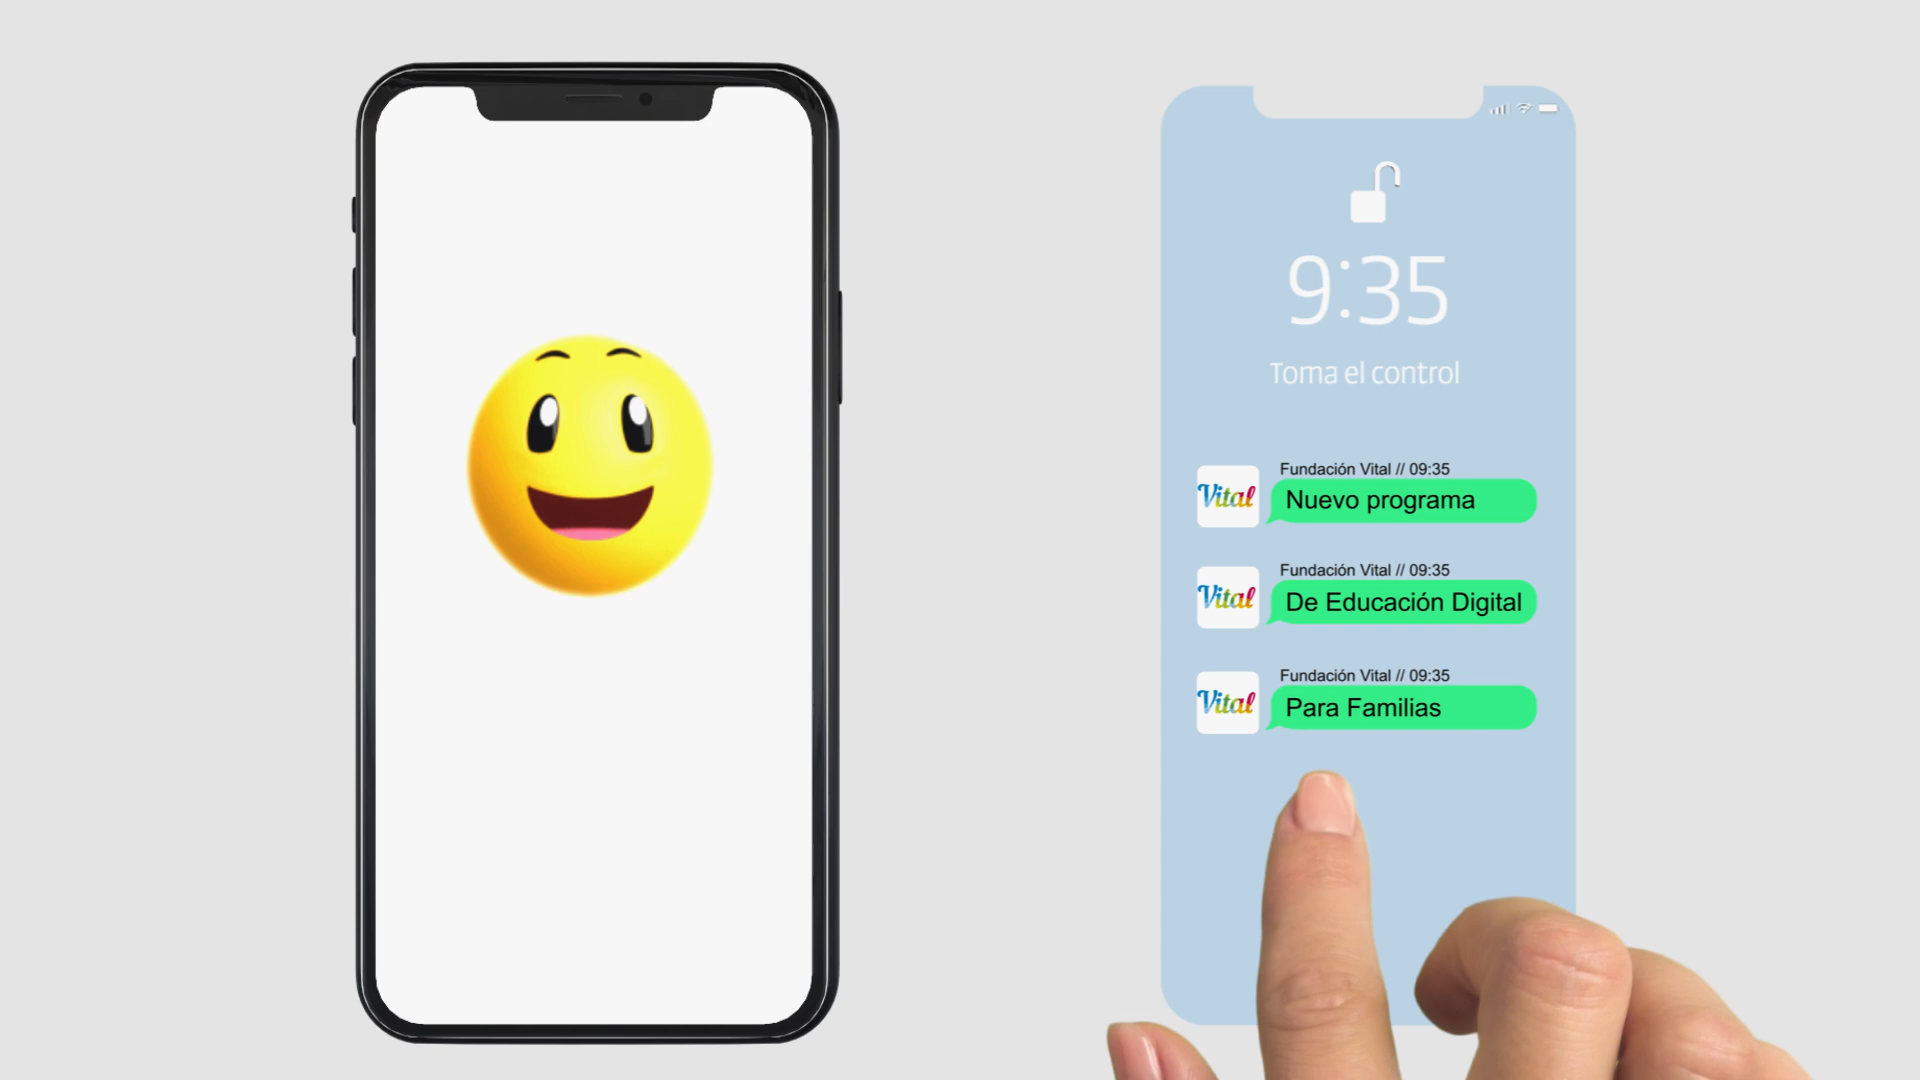 9:35
Toma el control
Fundación Vital // 09:35
Vital
Nuevo programa
Fundación Vital // 09:35
Vital
De Educación Digital
Fundación Vital // 09:35
Vital
Para Familias